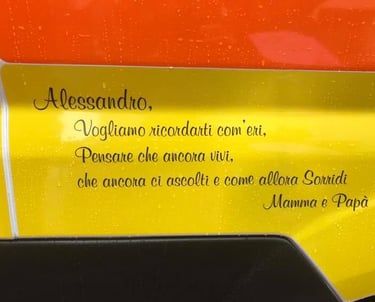 Alessandro,
Vogliamo ricordarti com'eri,
Pensare che ancora vivi,
che ancora ci ascolti e come allora Sorridi
Mamma e Papà